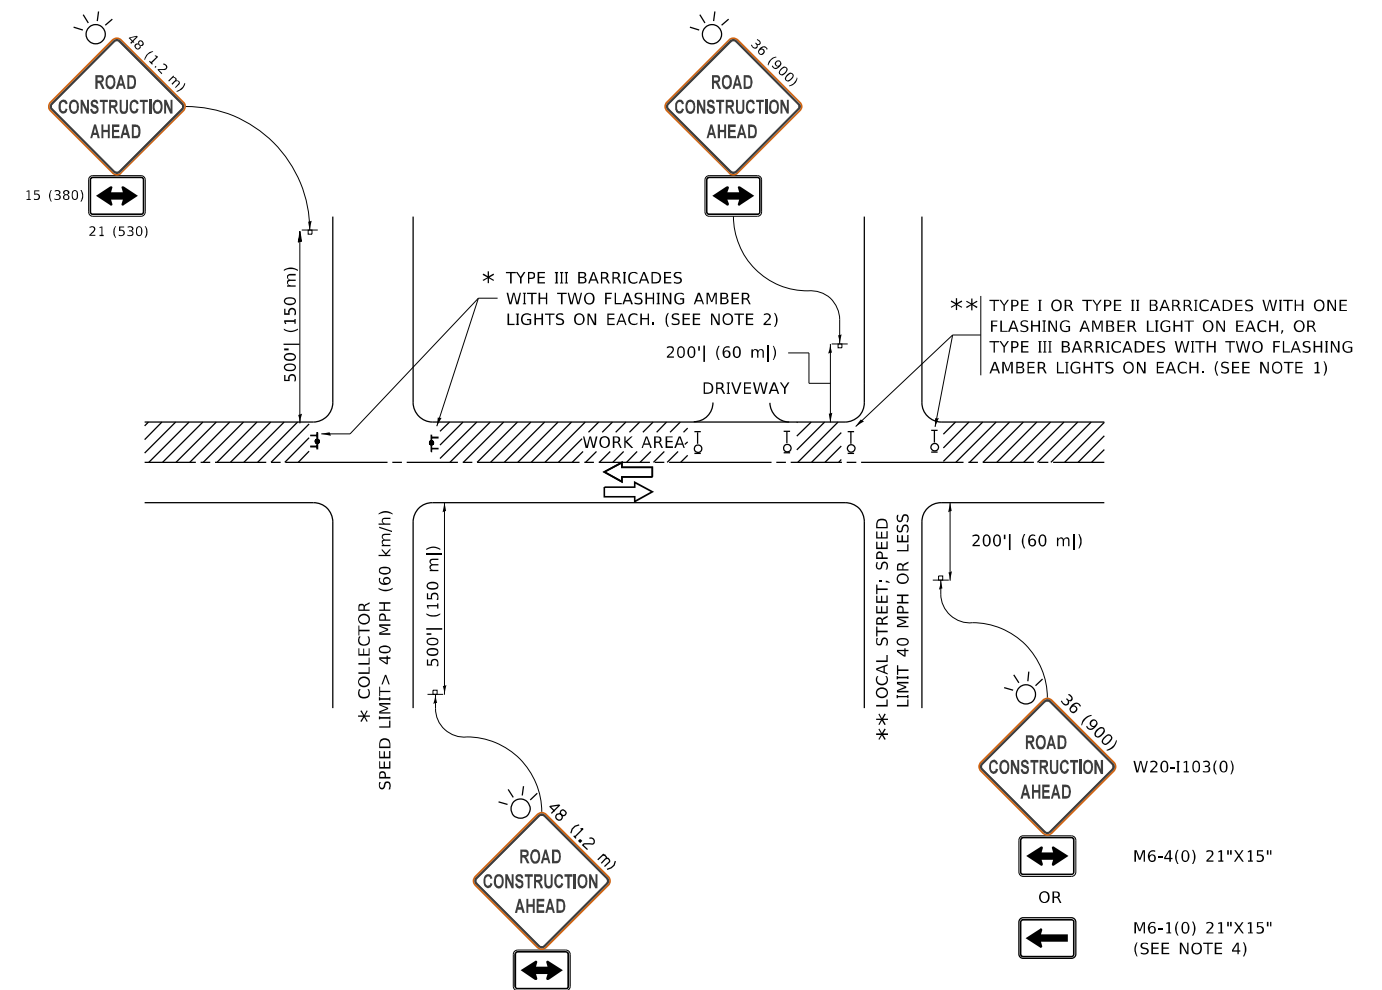 48 (1.2 m)
ROAD
CONSTRUCTION
AHEAD
15 (380)
21 (530)
36 (900)
ROAD
CONSTRUCTION
AHEAD
500'| (150 m)
* TYPE III BARRICADES
WITH TWO FLASHING AMBER
LIGHTS ON EACH. (SEE NOTE 2)
200'| (60 m|)
DRIVEWAY
** TYPE I OR TYPE II BARRICADES WITH ONE
FLASHING AMBER LIGHT ON EACH, OR
TYPE III BARRICADES WITH TWO FLASHING
AMBER LIGHTS ON EACH. (SEE NOTE 1)
WORK AREA
* COLLECTOR
SPEED LIMIT> 40 MPH (60 km/h)
500'| (150 m|)
** LOCAL STREET; SPEED
LIMIT 40 MPH OR LESS
200'| (60 m|)
48 (1.2 m)
ROAD
CONSTRUCTION
AHEAD
36 (900)
ROAD
CONSTRUCTION
AHEAD
W20-I103(0)
M6-4(0) 21"X15"
OR
M6-1(0) 21"X15"
(SEE NOTE 4)